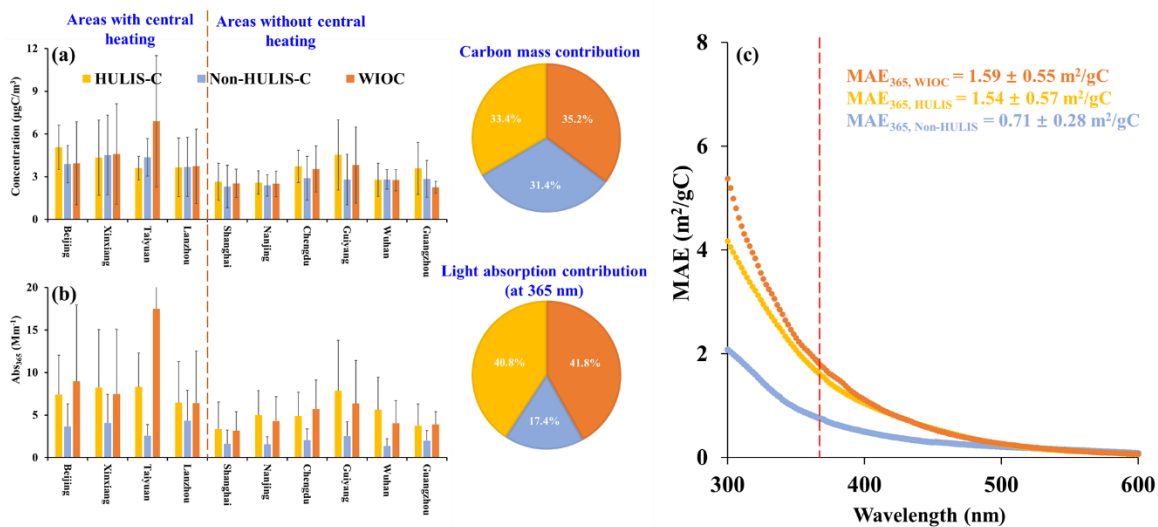 Areas with central heating
Areas without central heating
(a)
HULIS-C
Non-HULIS-C
WIOC
Concentration (µgC/m³)
12
9
6
3
0
Beijing
Xinxiang
Taiyuan
Lanzhou
Shanghai
Nanjing
Chengdu
Guiyang
Wuhan
Guangzhou
Carbon mass contribution
33.4%
35.2%
31.4%
(b)
Abs365 (Mm-1)
20
15
10
5
0
Beijing
Xinxiang
Taiyuan
Lanzhou
Shanghai
Nanjing
Chengdu
Guiyang
Wuhan
Guangzhou
Light absorption contribution
(at 365 nm)
40.8%
41.8%
17.4%
(c)
MAE365, WIOC = 1.59 ± 0.55 m²/gC
MAE365, HULIS = 1.54 ± 0.57 m²/gC
MAE365, Non-HULIS = 0.71 ± 0.28 m²/gC
MAE (m²/gC)
8
6
4
2
0
300
400
500
600
Wavelength (nm)